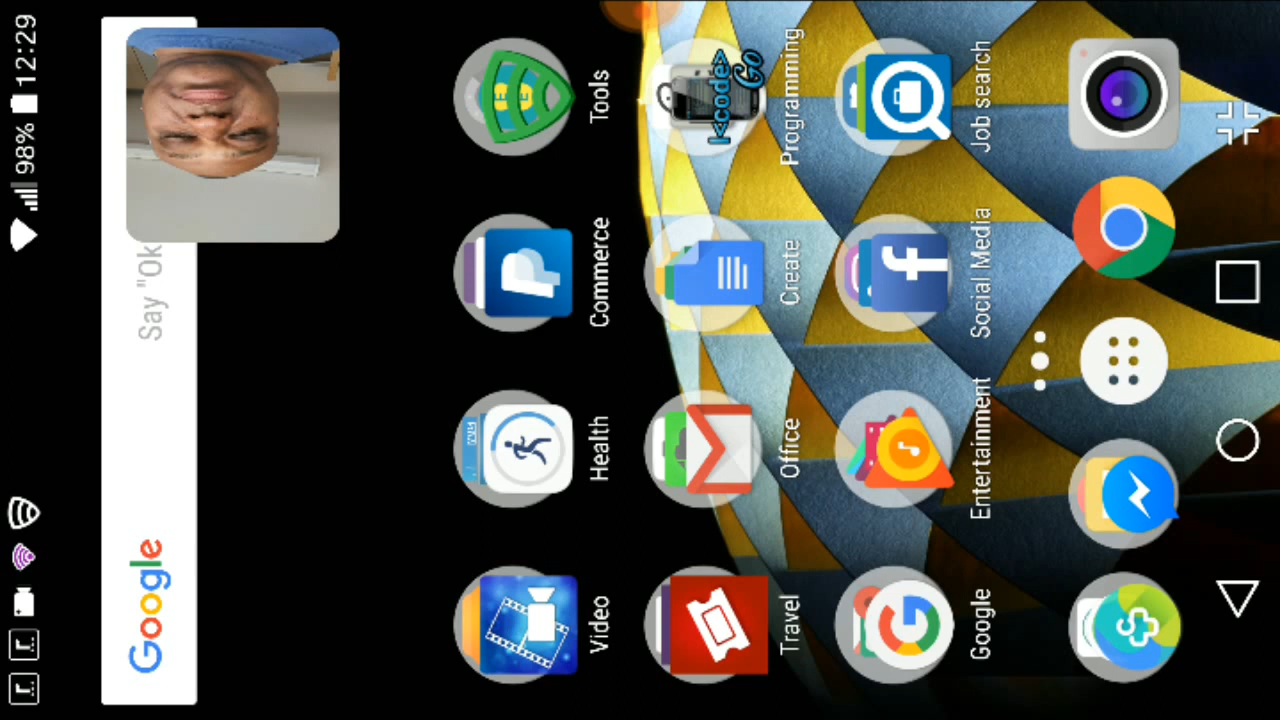 98% 12:29
Google Say "Ok
Video Health Commerce Tools
I<code>
Go
Travel Office Create Programming
Google Entertainment Social Media Job search